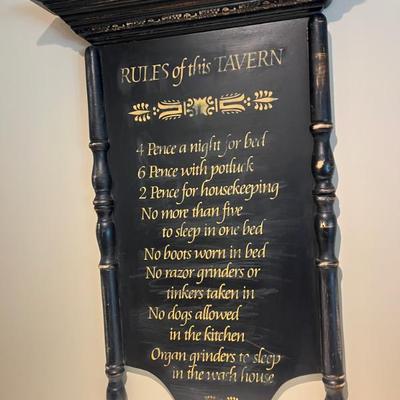 RULES of this TAVERN
4 Pence a night for bed
6 Pence with potluck
2 Pence for housekeeping
No more than five
to sleep in one bed
No boots worn in bed
No razor grinders or
tinkers taken in
No dogs allowed
in the kitchen
Organ grinders to sleep
in the wash house